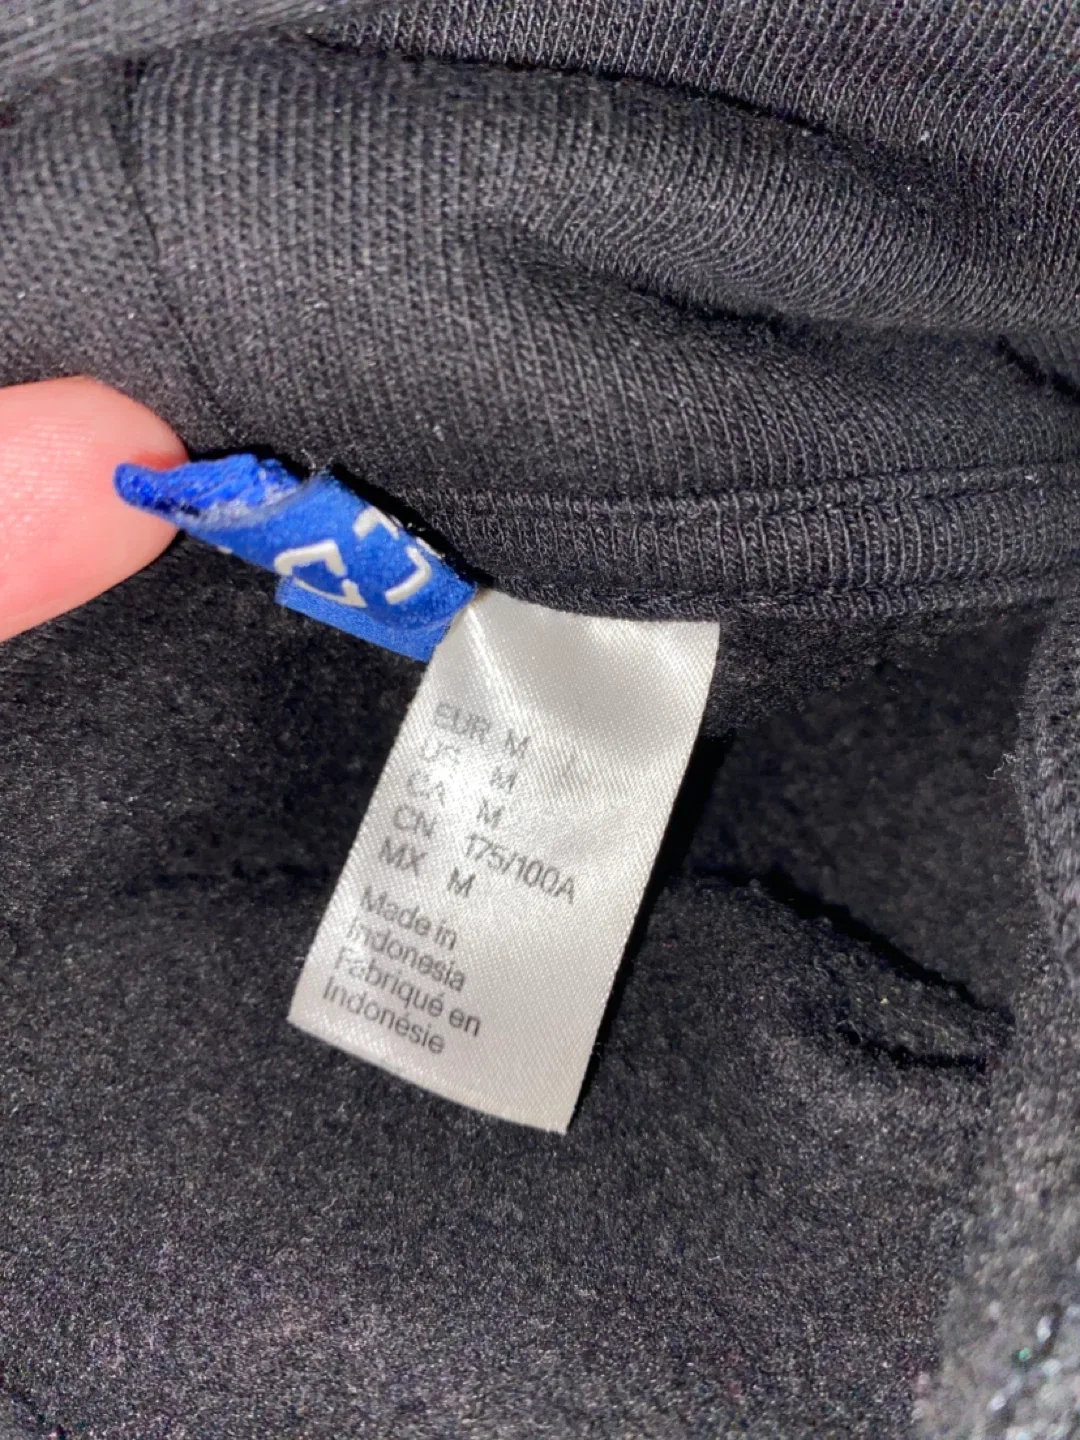 EUR M
US M
CA M
CN 175/100A
MX M
Made in
Indonesia
Fabriqué en
Indonésie